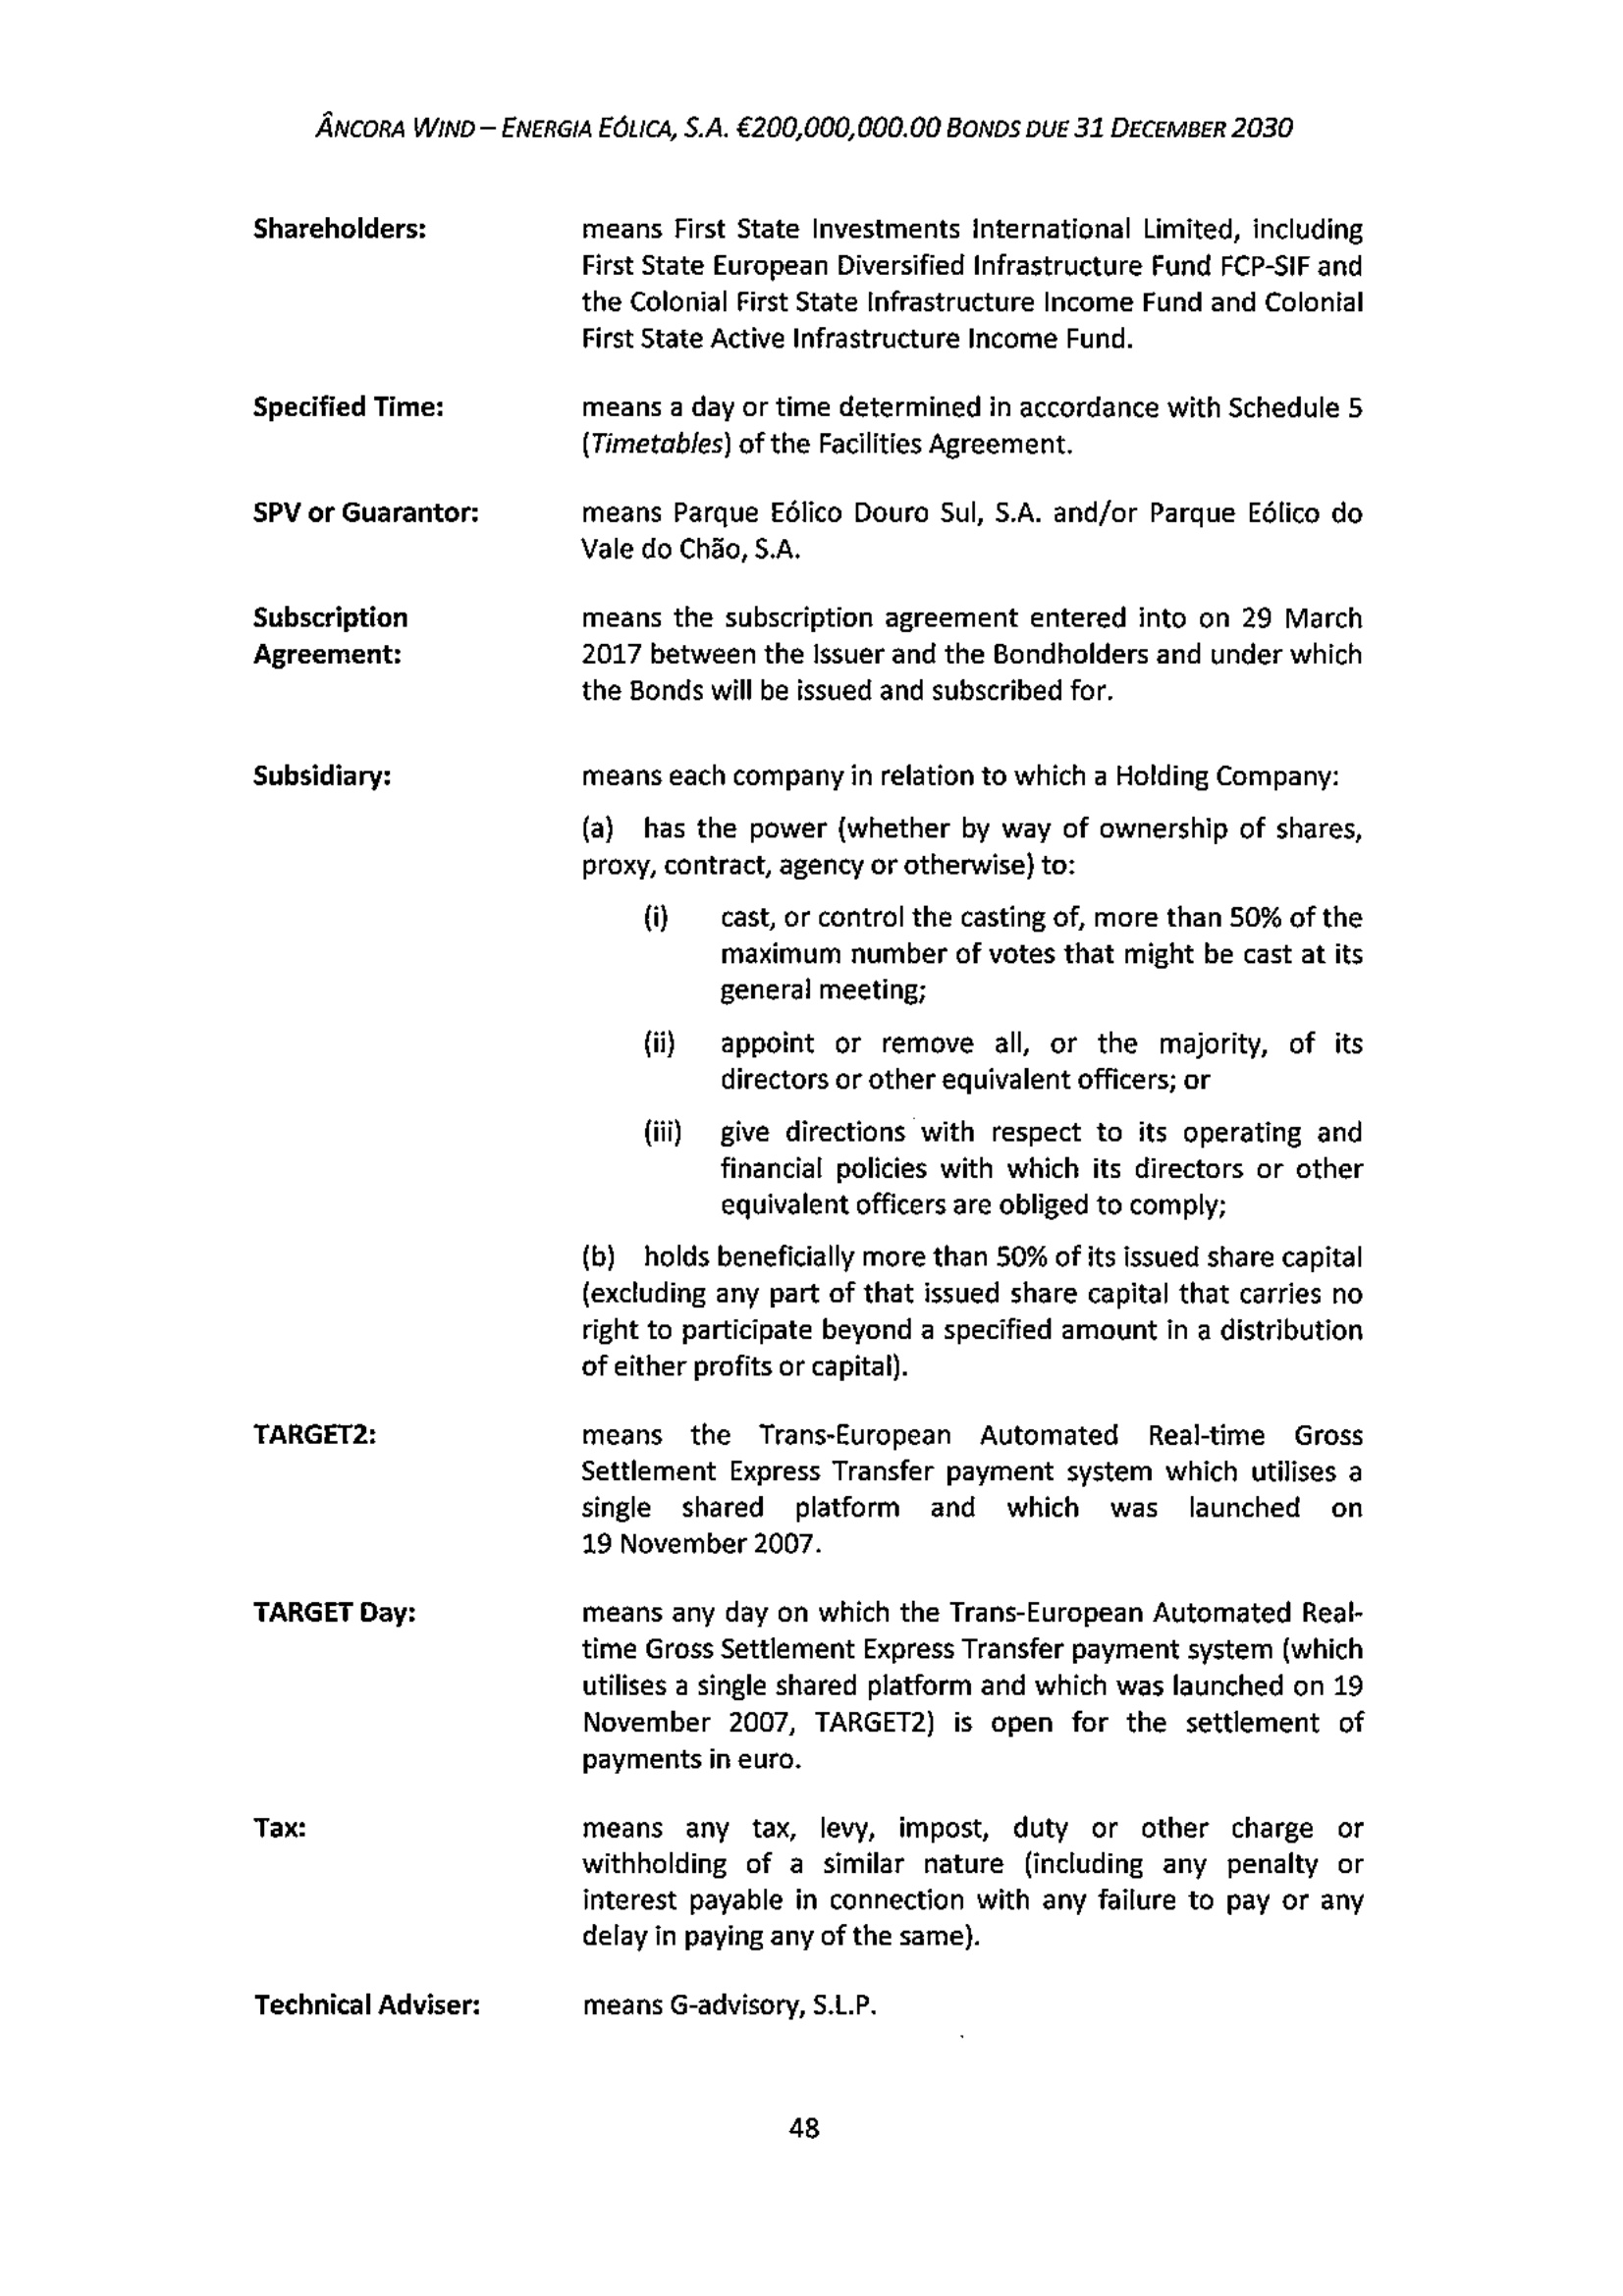 ÂNCORA WIND – ENERGIA EÓLICA, S.A. €200,000,000.00 BONDS DUE 31 DECEMBER 2030
Shareholders: means First State Investments International Limited, including
First State European Diversified Infrastructure Fund FCP-SIF and
the Colonial First State Infrastructure Income Fund and Colonial
First State Active Infrastructure Income Fund.
Specified Time: means a day or time determined in accordance with Schedule 5
(Timetables) of the Facilities Agreement.
SPV or Guarantor: means Parque Eólico Douro Sul, S.A. and/or Parque Eólico do
Vale do Chão, S.A.
Subscription means the subscription agreement entered into on 29 March
Agreement: 2017 between the Issuer and the Bondholders and under which
the Bonds will be issued and subscribed for.
Subsidiary: means each company in relation to which a Holding Company:
(a) has the power (whether by way of ownership of shares,
proxy, contract, agency or otherwise) to:
(i) cast, or control the casting of, more than 50% of the
maximum number of votes that might be cast at its
general meeting;
(ii) appoint or remove all, or the majority, of its
directors or other equivalent officers; or
(iii) give directions with respect to its operating and
financial policies with which its directors or other
equivalent officers are obliged to comply;
(b) holds beneficially more than 50% of its issued share capital
(excluding any part of that issued share capital that carries no
right to participate beyond a specified amount in a distribution
of either profits or capital).
TARGET2: means the Trans-European Automated Real-time Gross
Settlement Express Transfer payment system which utilises a
single shared platform and which was launched on
19 November 2007.
TARGET Day: means any day on which the Trans-European Automated Real-
time Gross Settlement Express Transfer payment system (which
utilises a single shared platform and which was launched on 19
November 2007, TARGET2) is open for the settlement of
payments in euro.
Tax: means any tax, levy, impost, duty or other charge or
withholding of a similar nature (including any penalty or
interest payable in connection with any failure to pay or any
delay in paying any of the same).
Technical Adviser: means G-advisory, S.L.P.
48